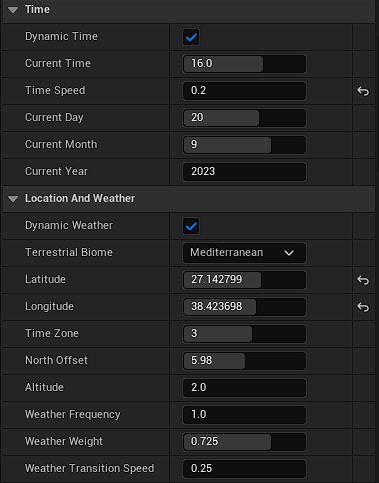 Time
Dynamic Time
Current Time 16.0
Time Speed 0.2
Current Day 20
Current Month 9
Current Year 2023
Location And Weather
Dynamic Weather
Terrestrial Biome Mediterranean
Latitude 27.142799
Longitude 38.423698
Time Zone 3
North Offset 5.98
Altitude 2.0
Weather Frequency 1.0
Weather Weight 0.725
Weather Transition Speed 0.25